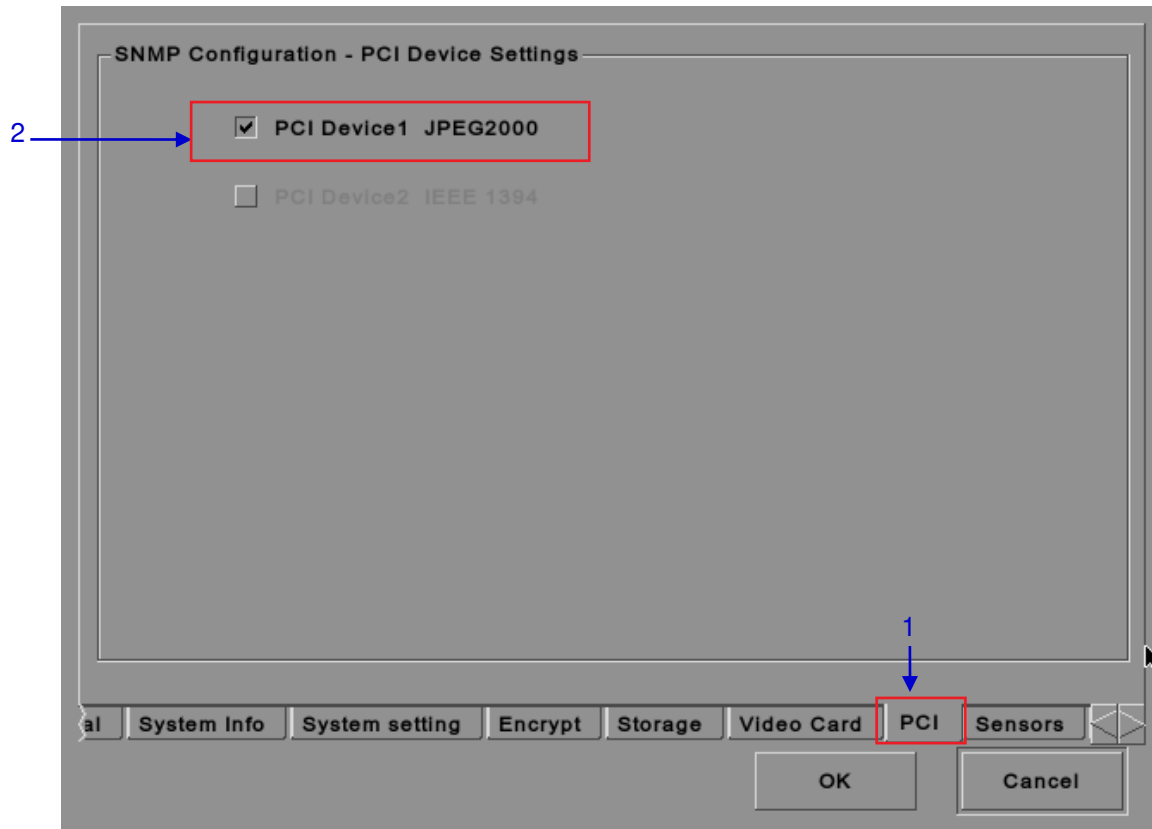 SNMP Configuration - PCI Device Settings
2
PCI Device1 JPEG2000
PCI Device2 IEEE 1394
1
al System Info System setting Encrypt Storage Video Card PCI Sensors
OK Cancel